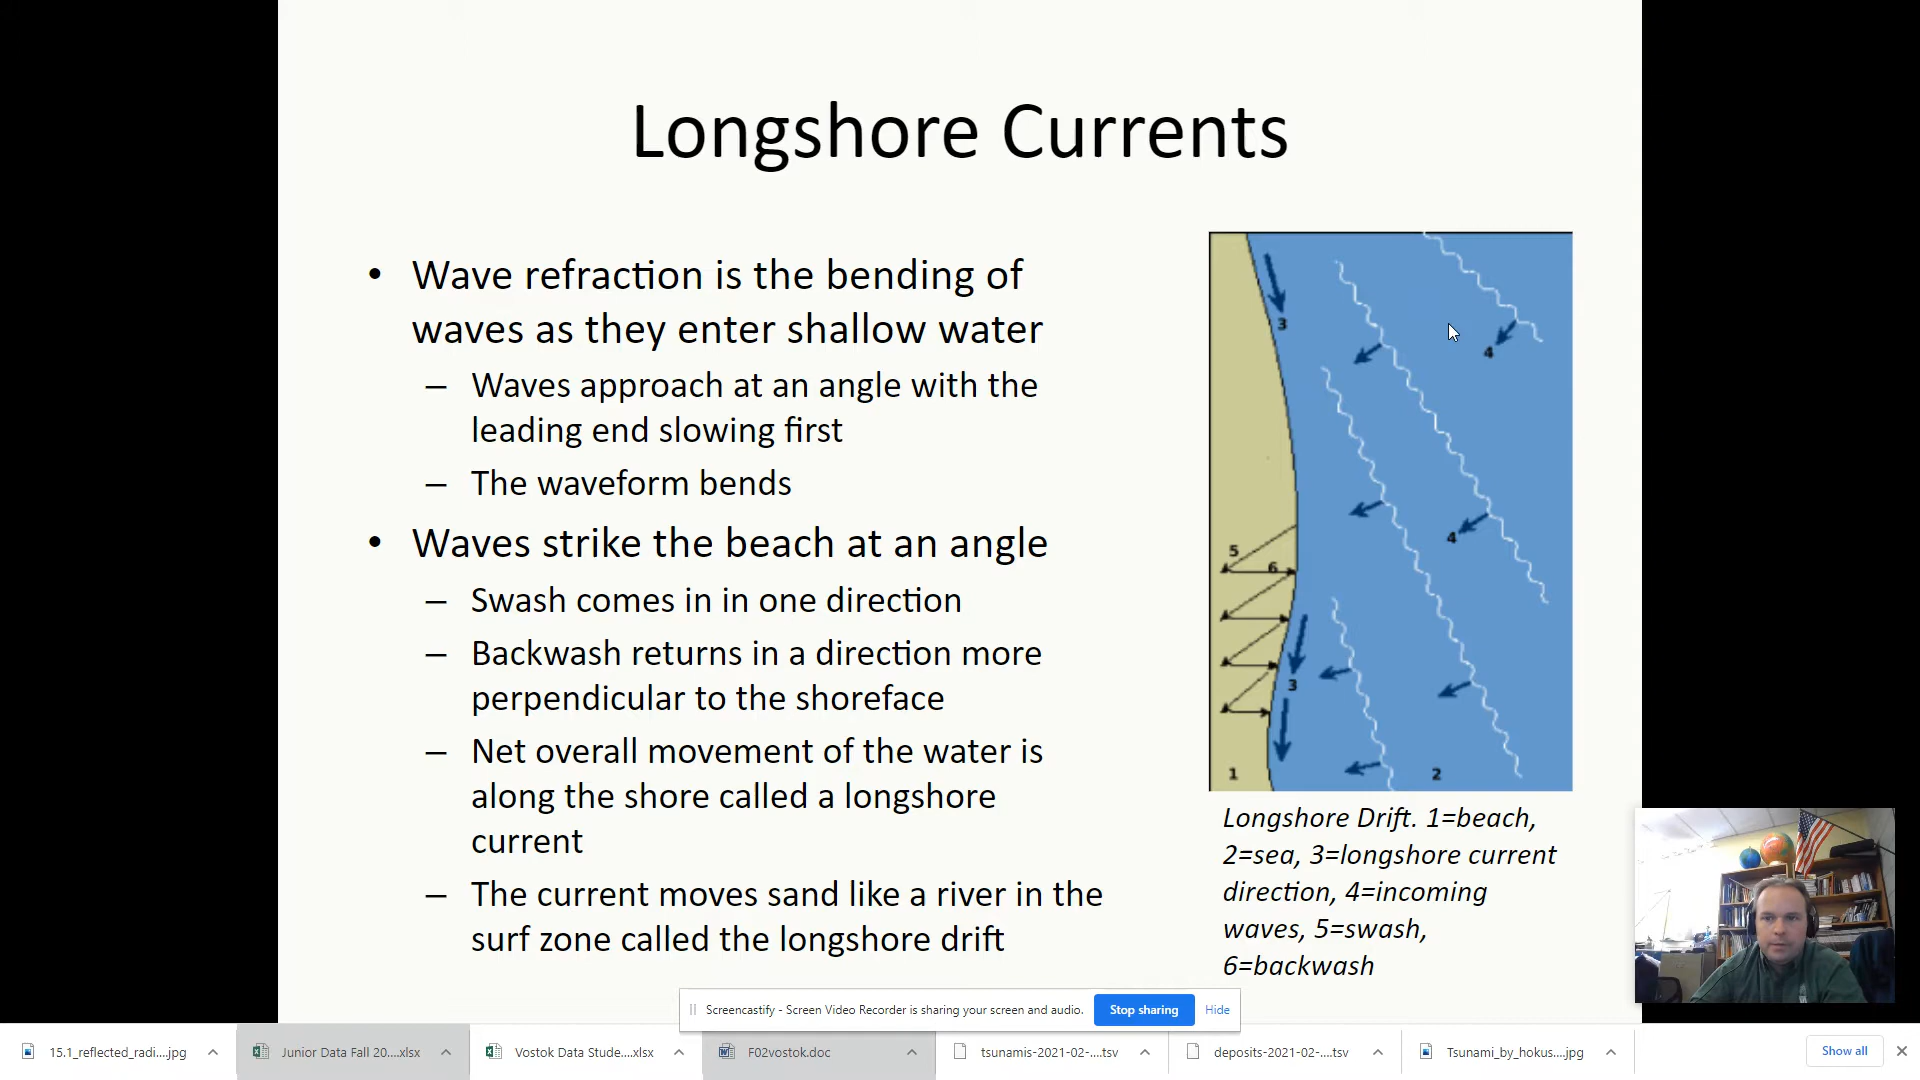 Longshore Currents
• Wave refraction is the bending of
waves as they enter shallow water
– Waves approach at an angle with the
leading end slowing first
– The waveform bends
• Waves strike the beach at an angle
– Swash comes in in one direction
– Backwash returns in a direction more
perpendicular to the shoreface
– Net overall movement of the water is
along the shore called a longshore
current
– The current moves sand like a river in the
surf zone called the longshore drift
3
4
4
5
6
3
1
2
Longshore Drift. 1=beach,
2=sea, 3=longshore current
direction, 4=incoming
waves, 5=swash,
6=backwash
Screencastify - Screen Video Recorder is sharing your screen and audio.
Stop sharing
Hide
15.1_reflected_radi....jpg
Junior Data Fall 20....xlsx
Vostok Data Stude....xlsx
F02vostok.doc
tsunamis-2021-02-....tsv
deposits-2021-02-....tsv
Tsunami_by_hokus....jpg
Show all